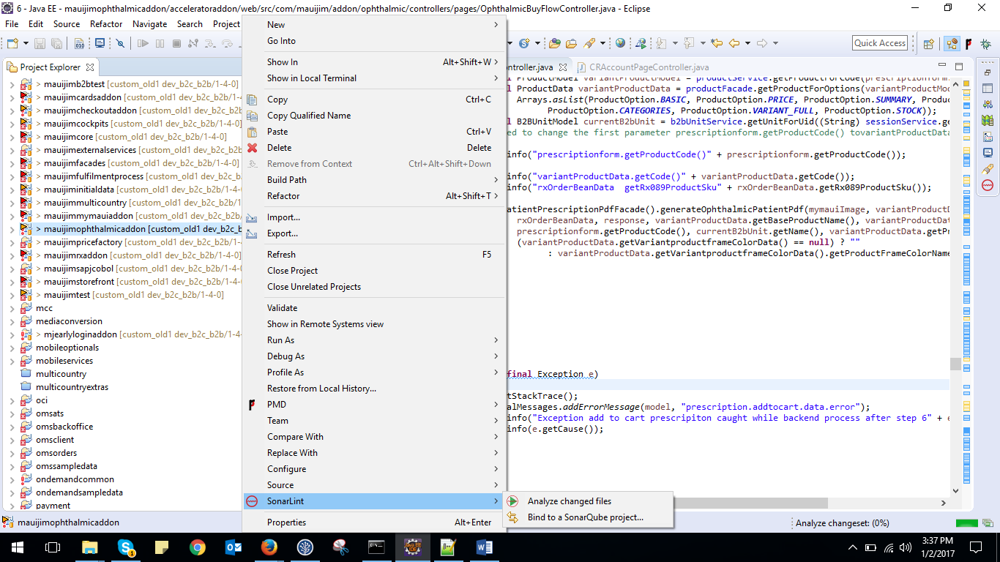 6 - Java EE - mauijimophthalmicaddon/acceleratoraddon/web/src/com/mauijim/addon/ophthalmic/controllers/pages/OphthalmicBuyFlowController.java - Eclipse
File Edit Source Refactor Navigate Search Project
Quick Access
Project Explorer
> mauijimb2btest [custom_old1 dev_b2c_b2b/1-4-0]
> mauijimcardsaddon [custom_old1 dev_b2c_b2b/1-4
> mauijimcheckoutaddon [custom_old1 dev_b2c_b2b
> mauijimcockpits [custom_old1 dev_b2c_b2b/1-4-0]
> mauijimcore [custom_old1 dev_b2c_b2b/1-4-0]
> mauijimexternalservices [custom_old1 dev_b2c_b2
> mauijimfacades [custom_old1 dev_b2c_b2b/1-4-0]
> mauijimfulfilmentprocess [custom_old1 dev_b2c_b
> mauijiminitialdata [custom_old1 dev_b2c_b2b/1-4-
> mauijimmulticountry [custom_old1 dev_b2c_b2b/1
> mauijimmymauiaddon [custom_old1 dev_b2c_b2b/
> mauijimophthalmicaddon [custom_old1 dev_b2c_b
> mauijimpricefactory [custom_old1 dev_b2c_b2b/1-
> mauijimrxaddon [custom_old1 dev_b2c_b2b/1-4-0]
> mauijimsapjcobol [custom_old1 dev_b2c_b2b/1-4-
> mauijimstorefront [custom_old1 dev_b2c_b2b/1-4-
> mauijimtest [custom_old1 dev_b2c_b2b/1-4-0]
mcc
mediaconversion
> mjearlyloginaddon [custom_old1 dev_b2c_b2b/1-4-
mobileoptionals
mobileservices
multicountry
multicountryextras
oci
omsats
omsbackoffice
omsclient
omsorders
omssampledata
ondemandcommon
ondemandsampledata
payment
New
Go Into
Show In Alt+Shift+W
Show in Local Terminal
Copy Ctrl+C
Copy Qualified Name
Paste Ctrl+V
Delete Delete
Remove from Context Ctrl+Alt+Shift+Down
Build Path
Refactor Alt+Shift+T
Import...
Export...
Refresh F5
Close Project
Close Unrelated Projects
Validate
Show in Remote Systems view
Run As
Debug As
Profile As
Restore from Local History...
PMD
Team
Compare With
Replace With
Configure
Source
SonarLint
Properties Alt+Enter
Analyze changed files
Bind to a SonarQube project...
ntroller.java CRAccountPageController.java
l ProductModel variantProductModel = productService.getProductForCode(prescriptionform.
l ProductData variantProductData = productFacade.getProductForOptions(variantProductMod
Arrays.asList(ProductOption.BASIC, ProductOption.PRICE, ProductOption.SUMMARY, Produ
ProductOption.CATEGORIES, ProductOption.VARIANT_FULL, ProductOption.STOCK));
l B2BUnitModel currentB2bUnit = b2bUnitService.getUnitForUid((String) sessionService.ge
ed to change the first parameter prescriptionform.getProductCode() tovariantProductData
info("prescriptionform.getProductCode()" + prescriptionform.getProductCode());
info("variantProductData.getCode()" + variantProductData.getCode());
info("rxOrderBeanData getRx089ProductSku" + rxOrderBeanData.getRx089ProductSku());
atientPrescriptionPdfFacade().generateOphthalmicPatientPdf(mymauiImage, variantProductD
rxOrderBeanData, response, variantProductData.getBaseProductName(), variantProductDat
prescriptionform.getProductCode(), currentB2bUnit.getName(), variantProductData.getPr
(variantProductData.getVariantproductframeColorData() == null) ? ""
: variantProductData.getVariantproductframeColorData().getProductFrameColorName
final Exception e)
tStackTrace();
alMessages.addErrorMessage(model, "prescription.addtocart.data.error");
info("Exception add to cart prescripiton caught while backend process after step 6" + e
info(e.getCause());
mauijimophthalmicaddon
Analyze changeset: (0%)
3:37 PM
1/2/2017